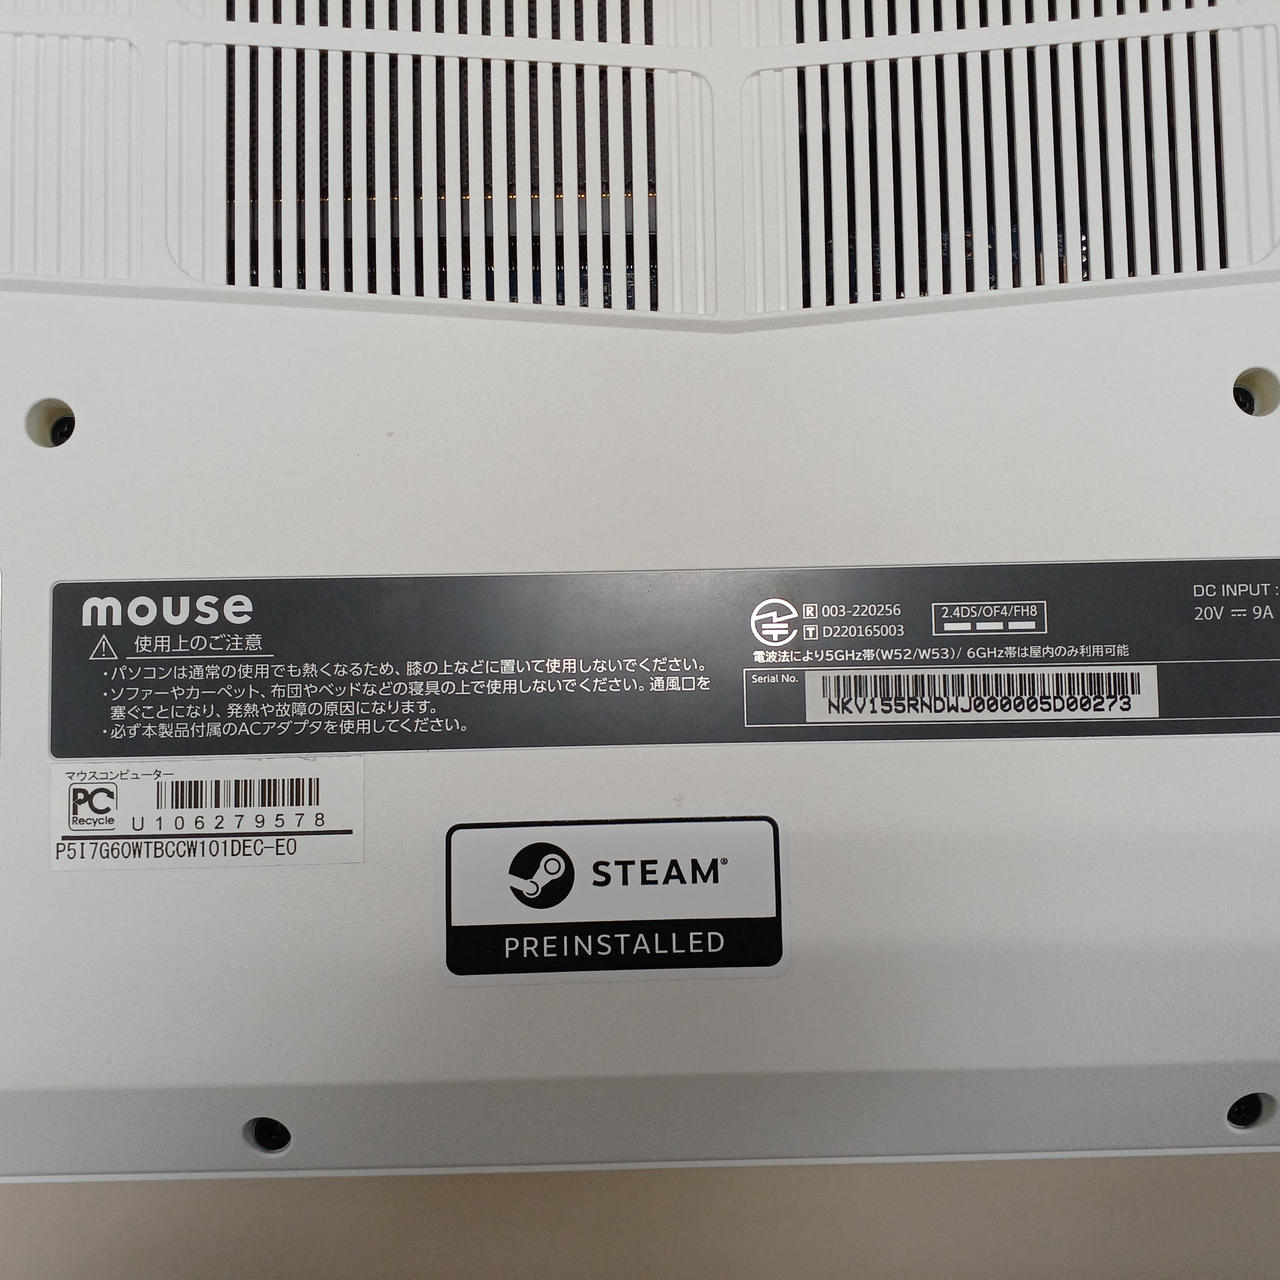 mouse
使用上のご注意
・パソコンは通常の使用でも熱くなるため、膝の上などに置いて使用しないでください。
・ソファーやカーペット、布団やベッドなどの寝具の上で使用しないでください。通風口を
塞ぐことになり、発熱や故障の原因になります。
・必ず本製品付属のACアダプタを使用してください。
R 003-220256
T D220165003
2.4DS/OF4/FH8
電波法により5GHz帯(W52/W53)/ 6GHz帯は屋内のみ利用可能
DC INPUT :
20V ⎓ 9A
Serial No.
NKV155RNDWJ000005D00273
マウスコンピューター
PC
Recycle
U106279578
P5I7G60WTBCCW101DEC-E0
STEAM®
PREINSTALLED